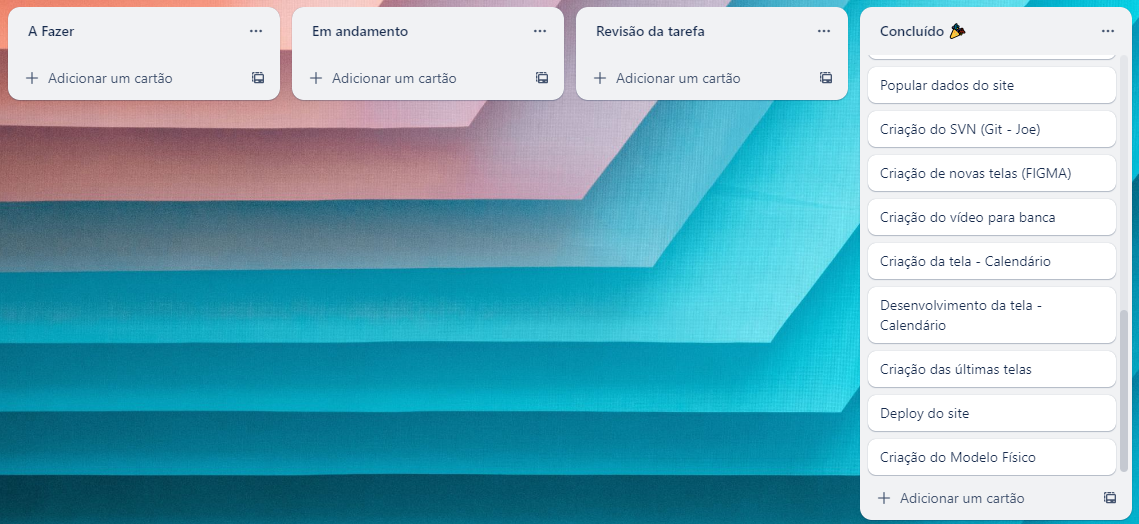 A Fazer
Adicionar um cartão
Em andamento
Adicionar um cartão
Revisão da tarefa
Adicionar um cartão
Concluído 🎉
Popular dados do site
Criação do SVN (Git - Joe)
Criação de novas telas (FIGMA)
Criação do vídeo para banca
Criação da tela - Calendário
Desenvolvimento da tela -
Calendário
Criação das últimas telas
Deploy do site
Criação do Modelo Físico
Adicionar um cartão